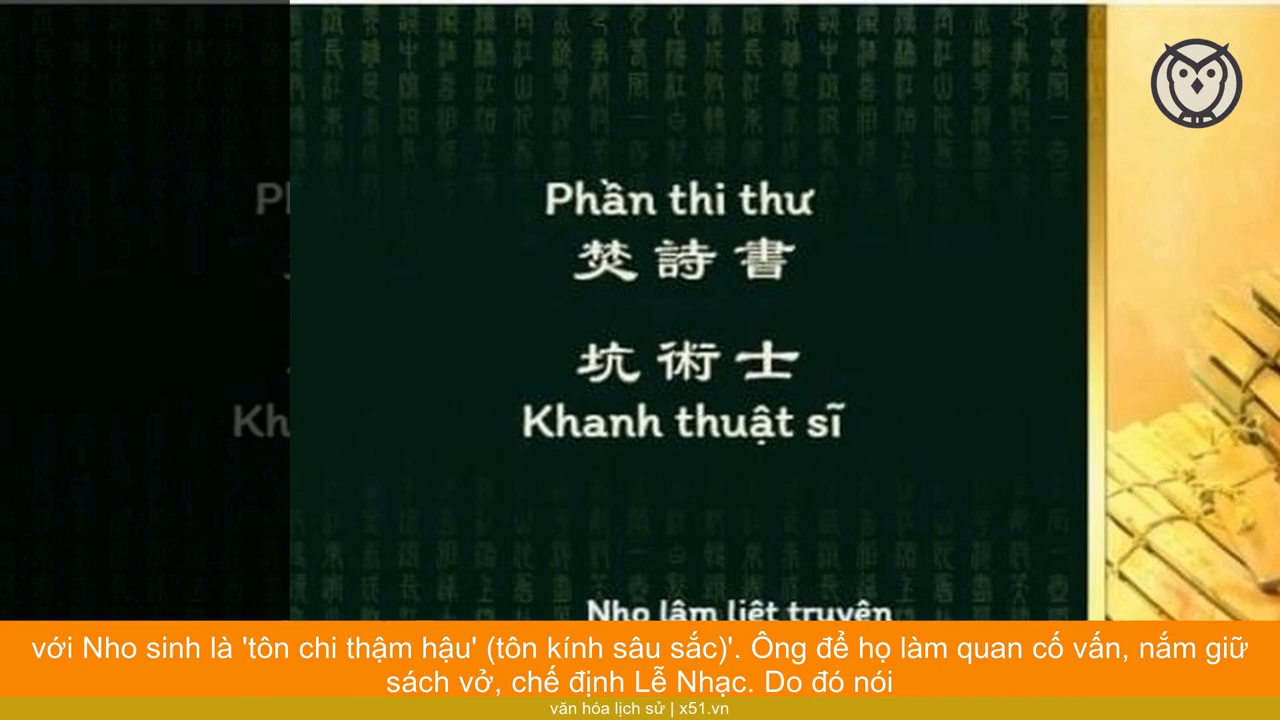 Phần thi thư
焚詩書
坑術士
Khanh thuật sĩ
Nho lâm liệt truyện
với Nho sinh là 'tôn chi thậm hậu' (tôn kính sâu sắc)'. Ông để họ làm quan cố vấn, nắm giữ
sách vở, chế định Lễ Nhạc. Do đó nói
văn hóa lịch sử | x51.vn